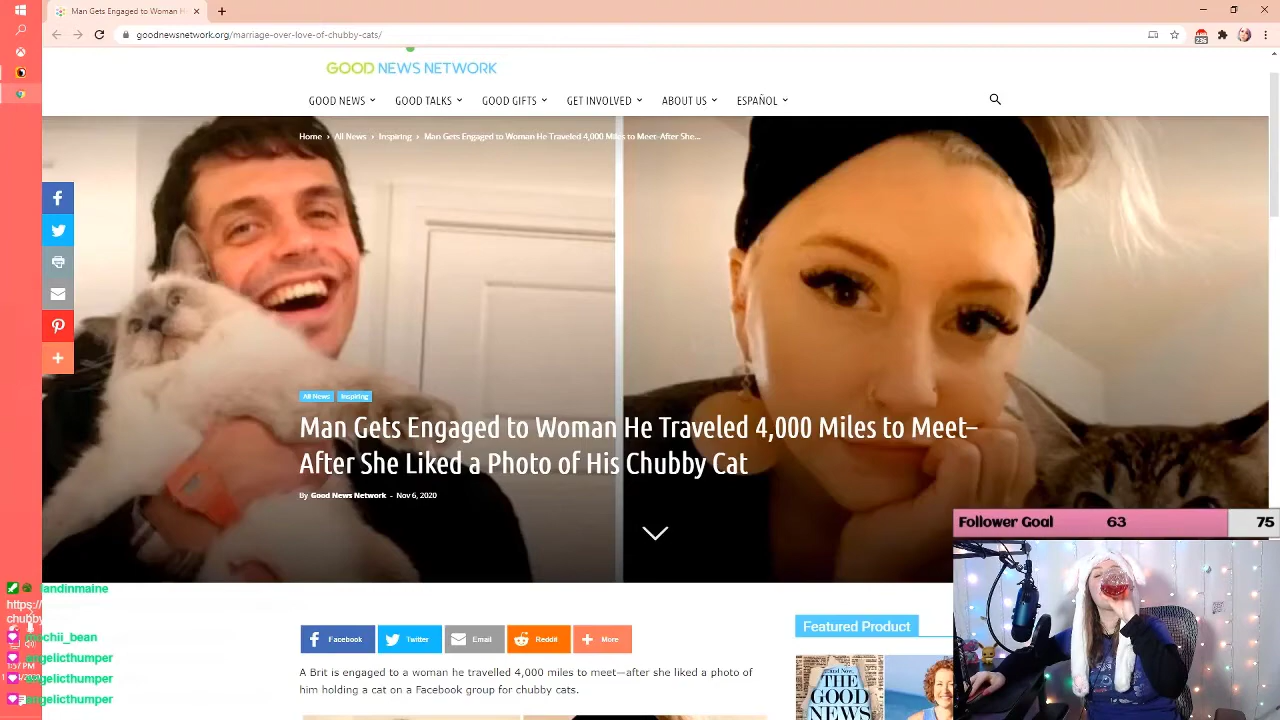 Man Gets Engaged to Woman H
goodnewsnetwork.org/marriage-over-love-of-chubby-cats/
GOOD NEWS NETWORK
GOOD NEWS GOOD TALKS GOOD GIFTS GET INVOLVED ABOUT US ESPAÑOL
Home › All News › Inspiring › Man Gets Engaged to Woman He Traveled 4,000 Miles to Meet–After She...
All News Inspiring
Man Gets Engaged to Woman He Traveled 4,000 Miles to Meet–
After She Liked a Photo of His Chubby Cat
By Good News Network - Nov 6, 2020
Follower Goal 63 75
landinmaine
https:/
chubby
mochii_bean
angelicthumper
angelicthumper
angelicthumper
Facebook Twitter Email Reddit More
Featured Product
A Brit is engaged to a woman he travelled 4,000 miles to meet—after she liked a photo of
him holding a cat on a Facebook group for chubby cats.
THE
GOOD
NEWS